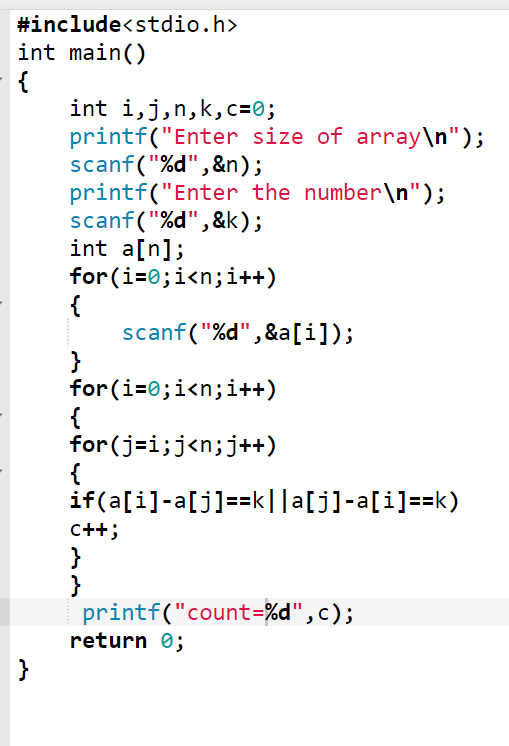 #include<stdio.h>
int main()
{
int i,j,n,k,c=0;
printf("Enter size of array\n");
scanf("%d",&n);
printf("Enter the number\n");
scanf("%d",&k);
int a[n];
for(i=0;i<n;i++)
{
scanf("%d",&a[i]);
}
for(i=0;i<n;i++)
{
for(j=i;j<n;j++)
{
if(a[i]-a[j]==k||a[j]-a[i]==k)
c++;
}
}
printf("count=%d",c);
return 0;
}